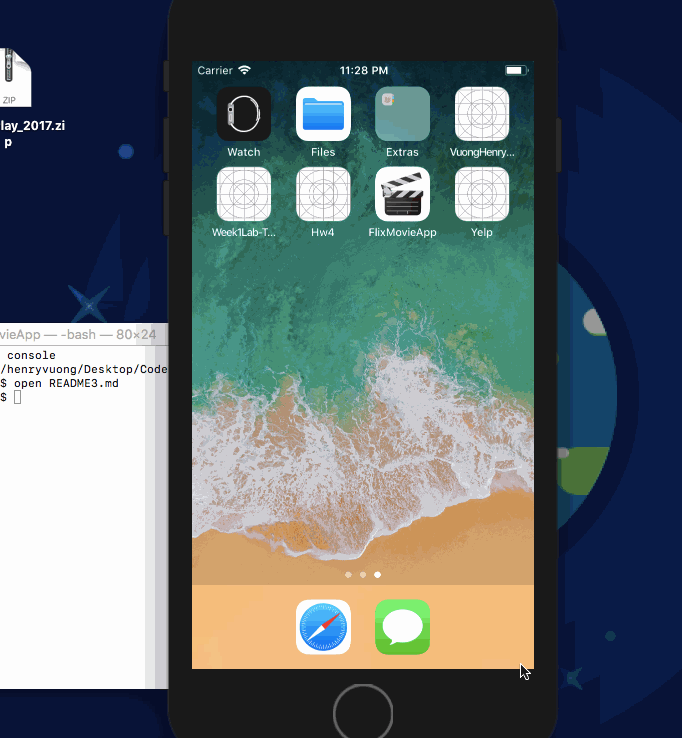 ZIP
lay_2017.zi
p
Carrier
11:28 PM
Watch
Files
Extras
VuongHenry...
Week1Lab-T...
Hw4
FlixMovieApp
Yelp
vieApp — -bash — 80×24
console
/henryvuong/Desktop/Code
$ open README3.md
$